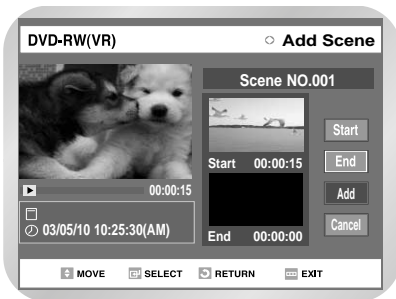 DVD-RW(VR)
Add Scene
Scene NO.001
Start 00:00:15
End 00:00:00
Start
End
Add
Cancel
00:00:15
03/05/10 10:25:30(AM)
MOVE SELECT RETURN EXIT